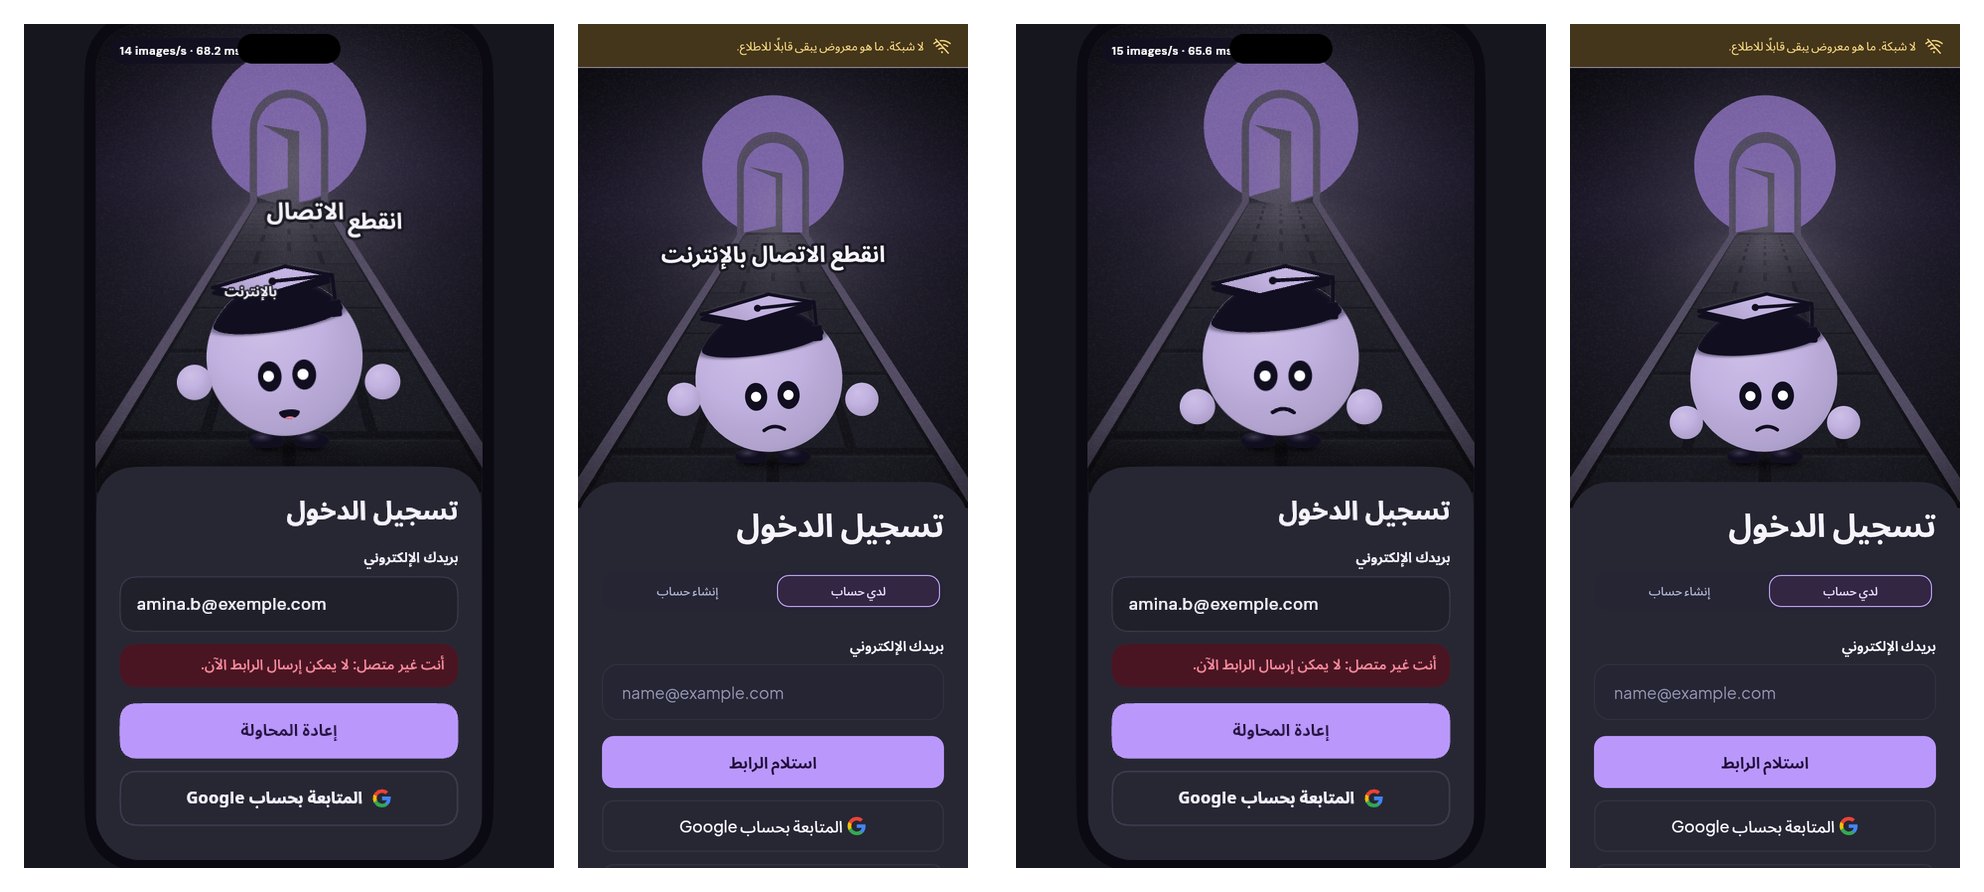 14 images/s · 68.2 ms
انقطع الاتصال
بالإنترنت
تسجيل الدخول
بريدك الإلكتروني
amina.b@exemple.com
أنت غير متصل: لا يمكن إرسال الرابط الآن.
إعادة المحاولة
المتابعة بحساب Google
لا شبكة. ما هو معروض يبقى قابلًا للاطلاع.
انقطع الاتصال بالإنترنت
تسجيل الدخول
لدي حساب
إنشاء حساب
بريدك الإلكتروني
name@example.com
استلام الرابط
المتابعة بحساب Google
15 images/s · 65.6 ms
تسجيل الدخول
بريدك الإلكتروني
amina.b@exemple.com
أنت غير متصل: لا يمكن إرسال الرابط الآن.
إعادة المحاولة
المتابعة بحساب Google
لا شبكة. ما هو معروض يبقى قابلًا للاطلاع.
تسجيل الدخول
لدي حساب
إنشاء حساب
بريدك الإلكتروني
name@example.com
استلام الرابط
المتابعة بحساب Google